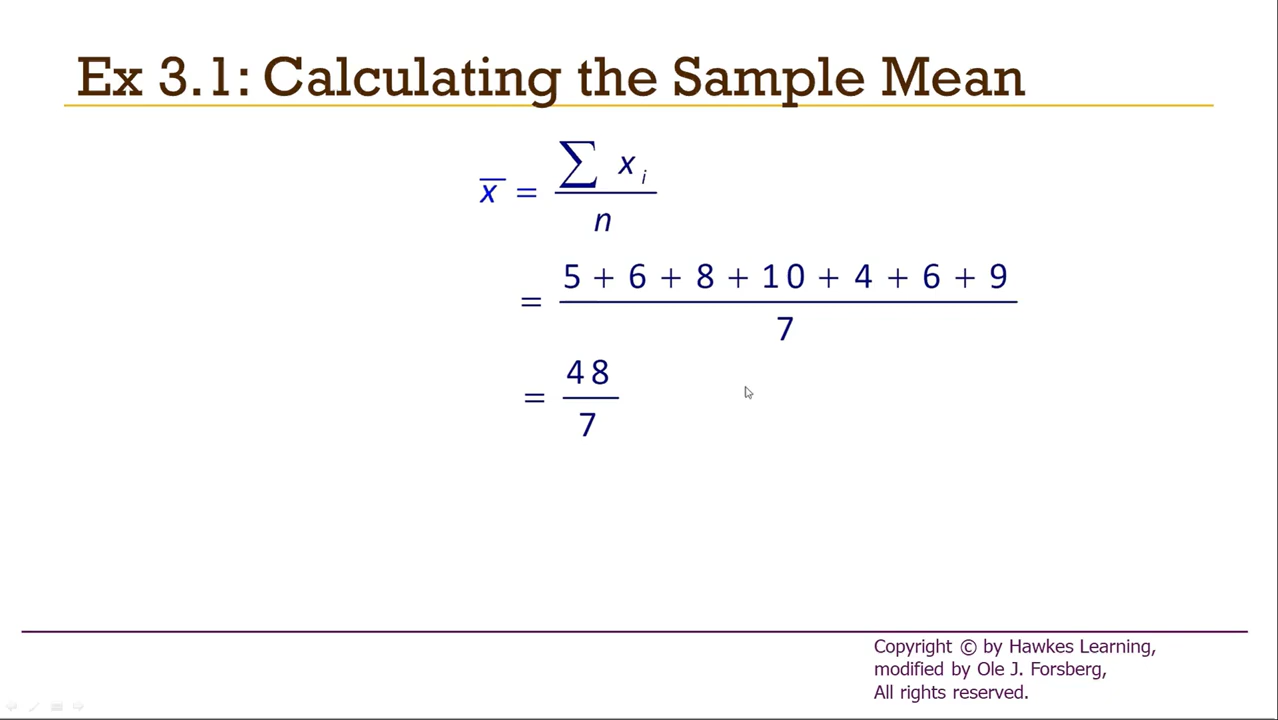 Ex 3.1: Calculating the Sample Mean
x̄ = ∑ xᵢ / n
= 5 + 6 + 8 + 10 + 4 + 6 + 9 / 7
= 48 / 7
Copyright © by Hawkes Learning,
modified by Ole J. Forsberg,
All rights reserved.